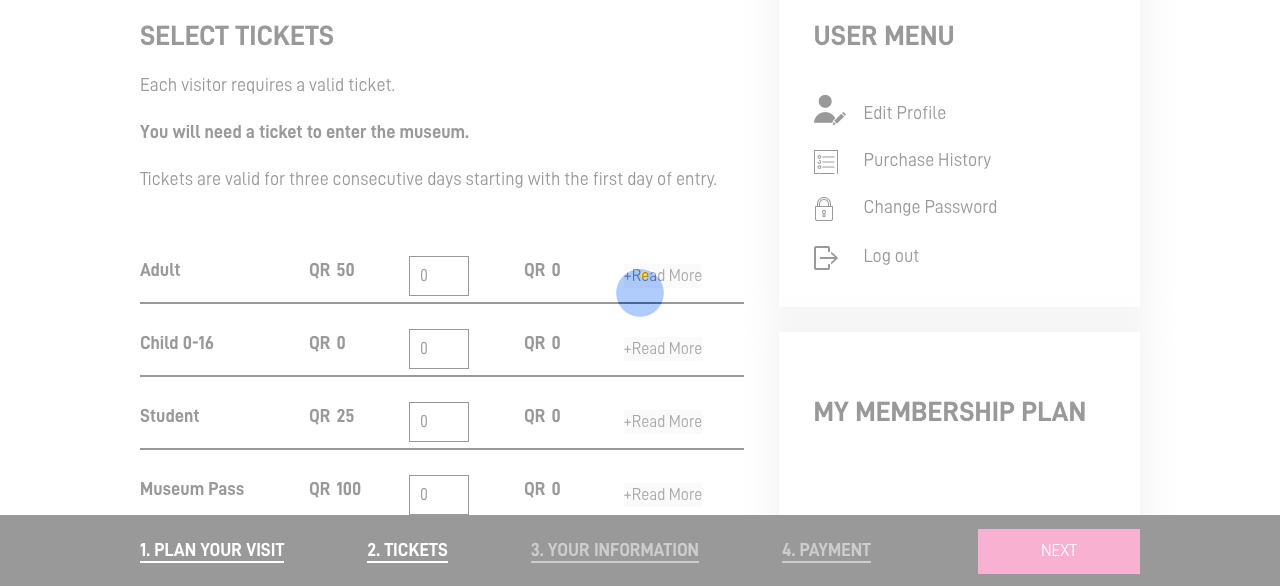 SELECT TICKETS
Each visitor requires a valid ticket.
You will need a ticket to enter the museum.
Tickets are valid for three consecutive days starting with the first day of entry.
Adult QR 50 0 QR 0 +Read More
Child 0-16 QR 0 0 QR 0 +Read More
Student QR 25 0 QR 0 +Read More
Museum Pass QR 100 0 QR 0 +Read More
USER MENU
Edit Profile
Purchase History
Change Password
Log out
MY MEMBERSHIP PLAN
1. PLAN YOUR VISIT 2. TICKETS 3. YOUR INFORMATION 4. PAYMENT NEXT